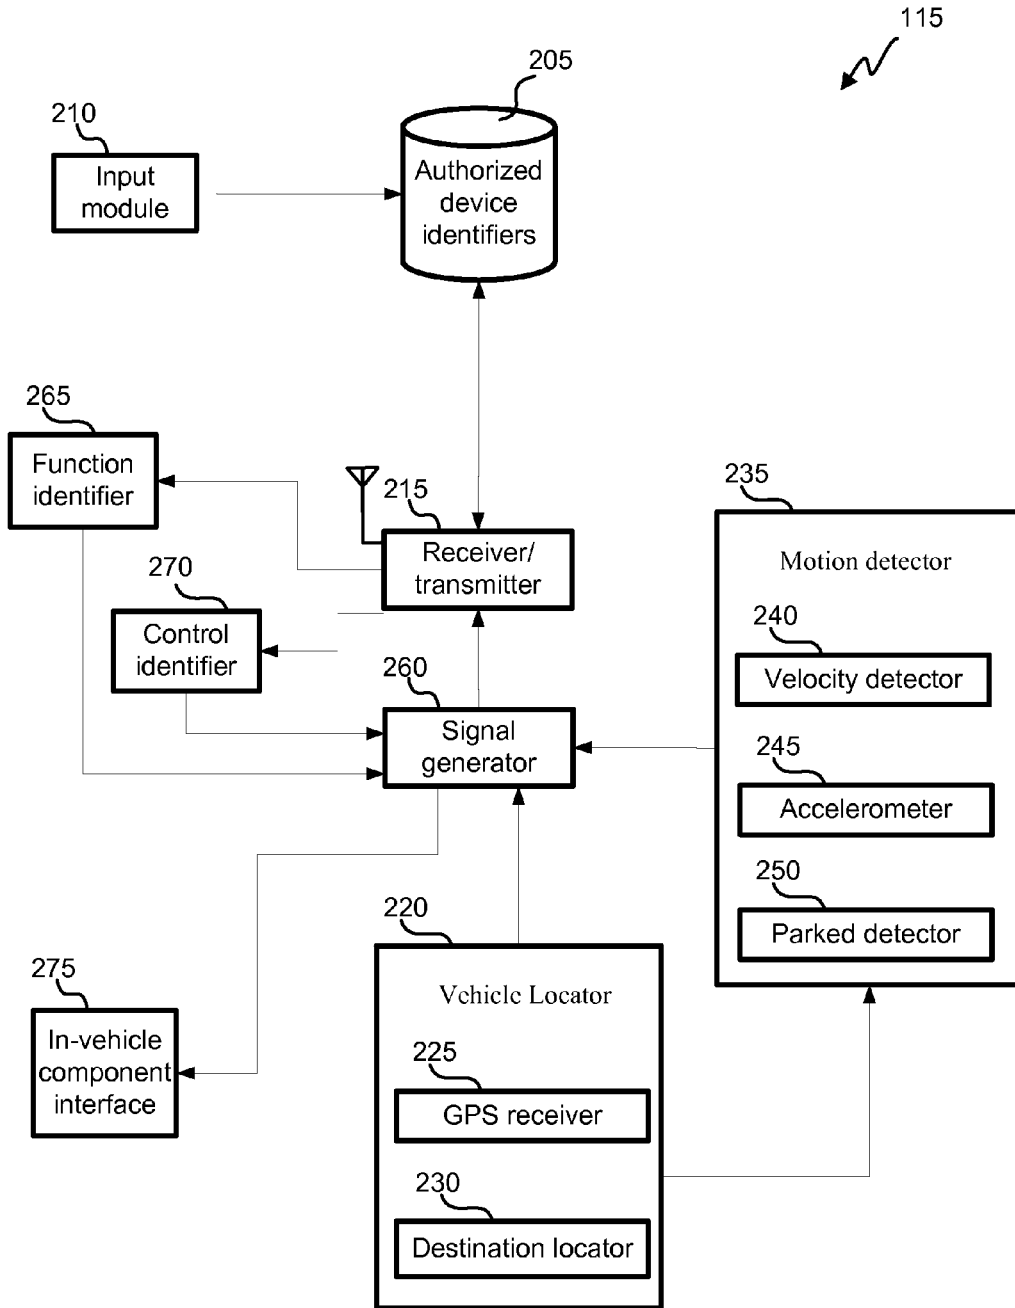 115
205
210
Input
module
Authorized
device
identifiers
265
Function
identifier
215
Receiver/
transmitter
235
Motion detector
270
Control
identifier
240
Velocity detector
260
Signal
generator
245
Accelerometer
250
Parked detector
220
Vehicle Locator
275
In-vehicle
component
interface
225
GPS receiver
230
Destination locator